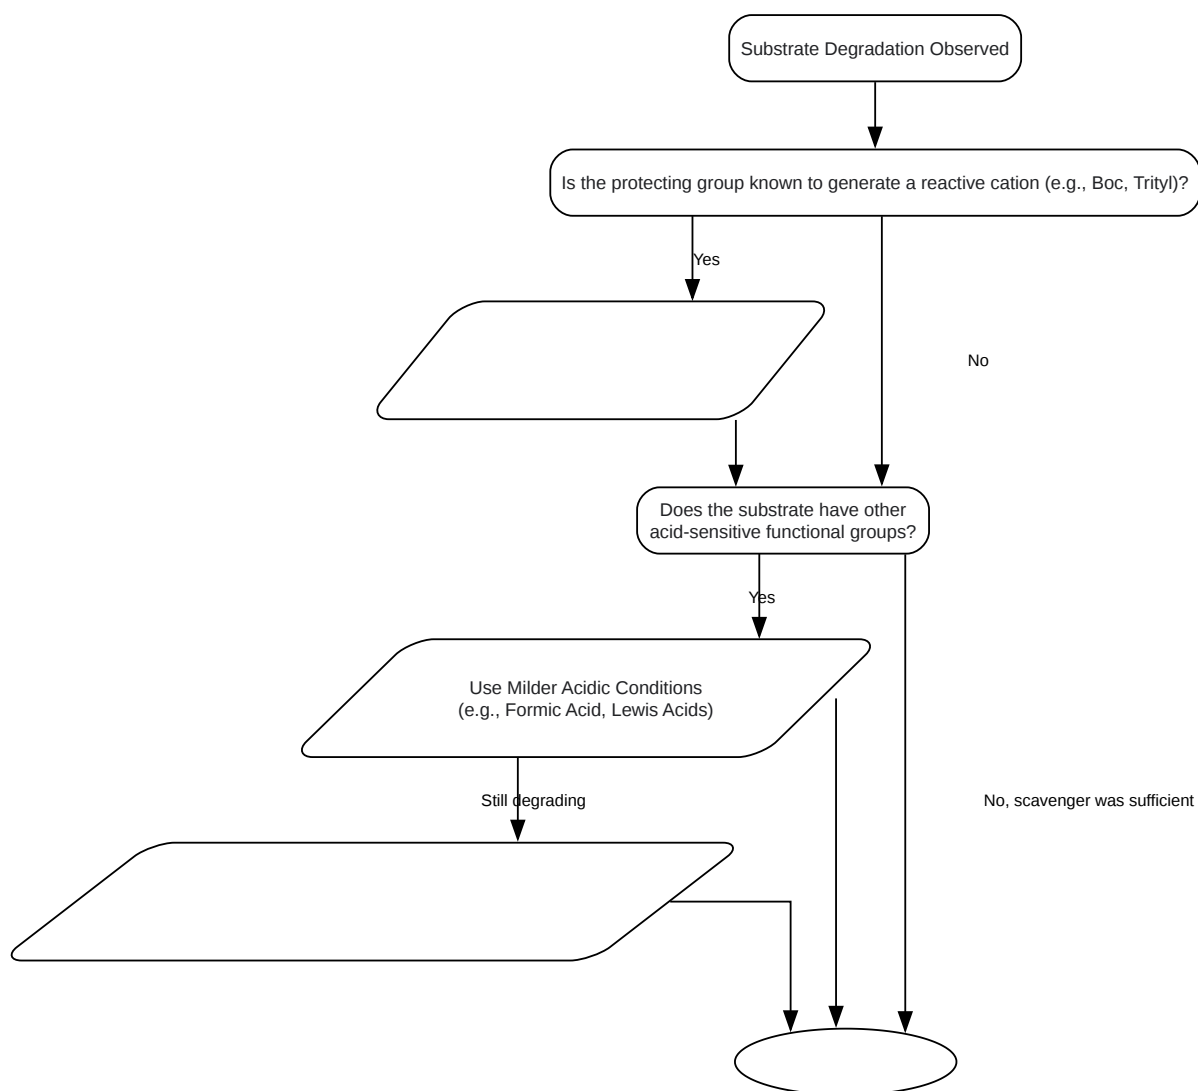 Substrate Degradation Observed
Is the protecting group known to generate a reactive cation (e.g., Boc, Trityl)?
Yes
No
Does the substrate have other
acid-sensitive functional groups?
Yes
Use Milder Acidic Conditions
(e.g., Formic Acid, Lewis Acids)
Still degrading
No, scavenger was sufficient